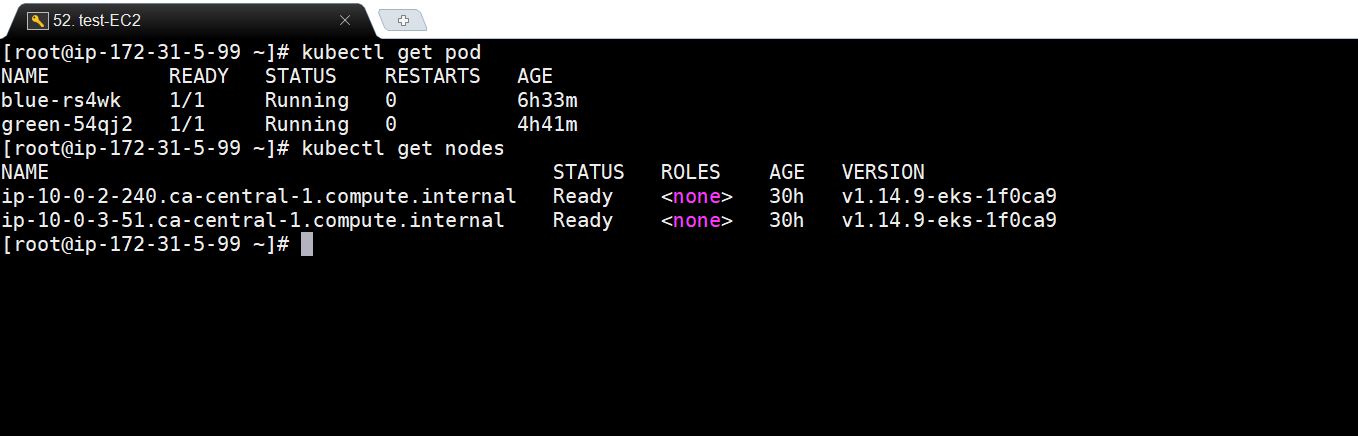 52. test-EC2
[root@ip-172-31-5-99 ~]# kubectl get pod
NAME          READY   STATUS    RESTARTS   AGE
blue-rs4wk    1/1     Running   0          6h33m
green-54qj2   1/1     Running   0          4h41m
[root@ip-172-31-5-99 ~]# kubectl get nodes
NAME                                          STATUS   ROLES    AGE   VERSION
ip-10-0-2-240.ca-central-1.compute.internal   Ready    <none>   30h   v1.14.9-eks-1f0ca9
ip-10-0-3-51.ca-central-1.compute.internal    Ready    <none>   30h   v1.14.9-eks-1f0ca9
[root@ip-172-31-5-99 ~]#